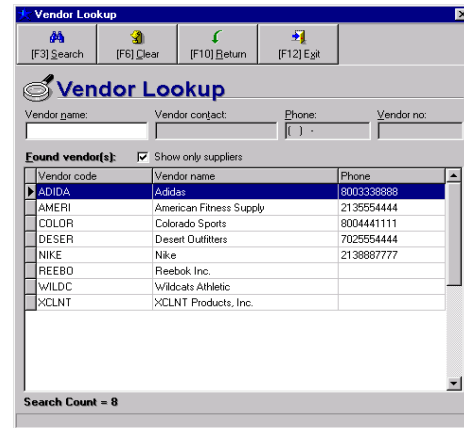 Vendor Lookup
[F3] Search [F6] Clear [F10] Return [F12] Exit
Vendor Lookup
Vendor name: Vendor contact: Phone: Vendor no:
( ) -
Found vendor(s): Show only suppliers
Vendor code Vendor name Phone
ADIDA Adidas 8003338888
AMERI American Fitness Supply 2135554444
COLOR Colorado Sports 8004441111
DESER Desert Outfitters 7025554444
NIKE Nike 2138887777
REEBO Reebok Inc.
WILDC Wildcats Athletic
XCLNT XCLNT Products, Inc.
Search Count = 8